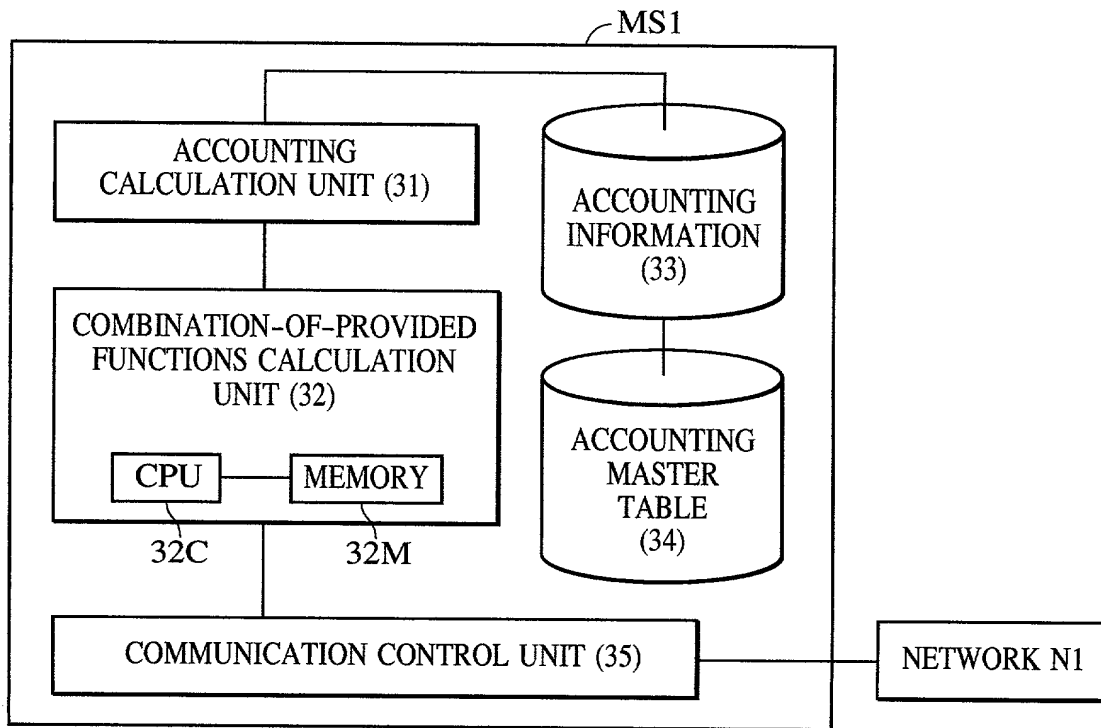 MS1
ACCOUNTING
CALCULATION UNIT (31)
ACCOUNTING
INFORMATION
(33)
COMBINATION-OF-PROVIDED
FUNCTIONS CALCULATION
UNIT (32)
CPU
MEMORY
32C
32M
ACCOUNTING
MASTER
TABLE
(34)
COMMUNICATION CONTROL UNIT (35)
NETWORK N1